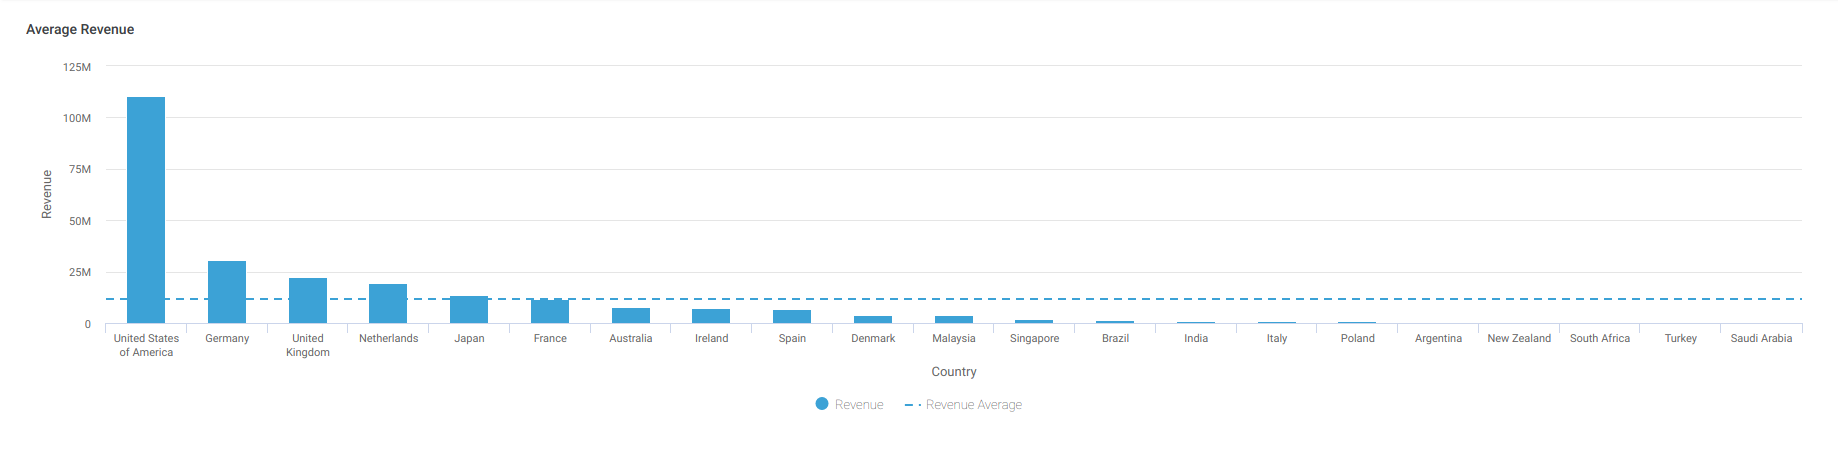 Average Revenue
125M
100M
75M
50M
25M
0
Revenue
United States
of America
Germany
United
Kingdom
Netherlands
Japan
France
Australia
Ireland
Spain
Denmark
Malaysia
Singapore
Brazil
India
Italy
Poland
Argentina
New Zealand
South Africa
Turkey
Saudi Arabia
Country
Revenue
Revenue Average